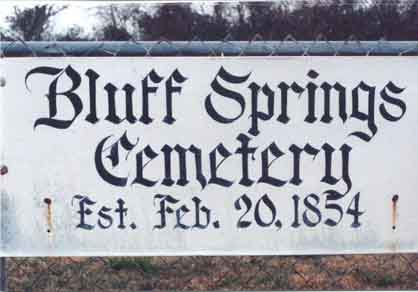 Bluff Springs
Cemetery
Est. Feb. 20, 1854